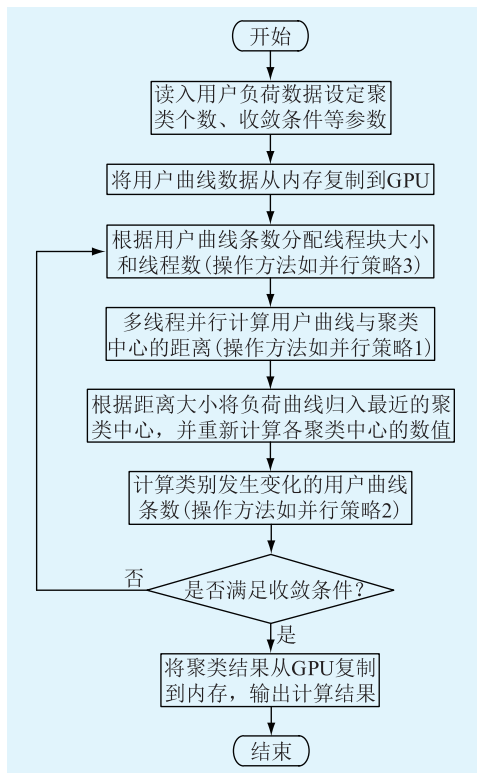 开始
读入用户负荷数据设定聚
类个数、收敛条件等参数
将用户曲线数据从内存复制到GPU
根据用户曲线条数分配线程块大小
和线程数(操作方法如并行策略3)
多线程并行计算用户曲线与聚类
中心的距离(操作方法如并行策略1)
根据距离大小将负荷曲线归入最近的聚
类中心，并重新计算各聚类中心的数值
计算类别发生变化的用户曲线
条数(操作方法如并行策略2)
否
是否满足收敛条件？
是
将聚类结果从GPU复制
到内存，输出计算结果
结束